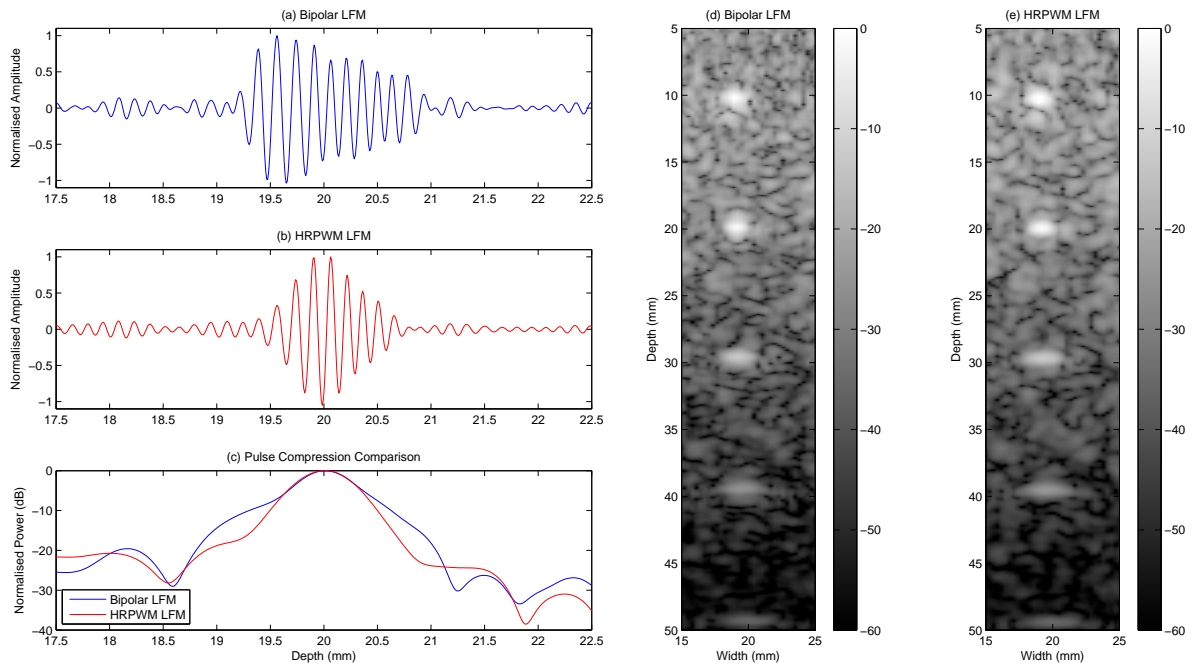 (a) Bipolar LFM
Normalised Amplitude
1
0.5
0
−0.5
−1
17.5 18 18.5 19 19.5 20 20.5 21 21.5 22 22.5
(b) HRPWM LFM
Normalised Amplitude
1
0.5
0
−0.5
−1
17.5 18 18.5 19 19.5 20 20.5 21 21.5 22 22.5
(c) Pulse Compression Comparison
Normalised Power (dB)
0
−10
−20
−30
−40
Bipolar LFM
HRPWM LFM
17.5 18 18.5 19 19.5 20 20.5 21 21.5 22 22.5
Depth (mm)
(d) Bipolar LFM
Depth (mm)
5
10
15
20
25
30
35
40
45
50
15 20 25
Width (mm)
0
−10
−20
−30
−40
−50
−60
(e) HRPWM LFM
Depth (mm)
5
10
15
20
25
30
35
40
45
50
15 20 25
Width (mm)
0
−10
−20
−30
−40
−50
−60